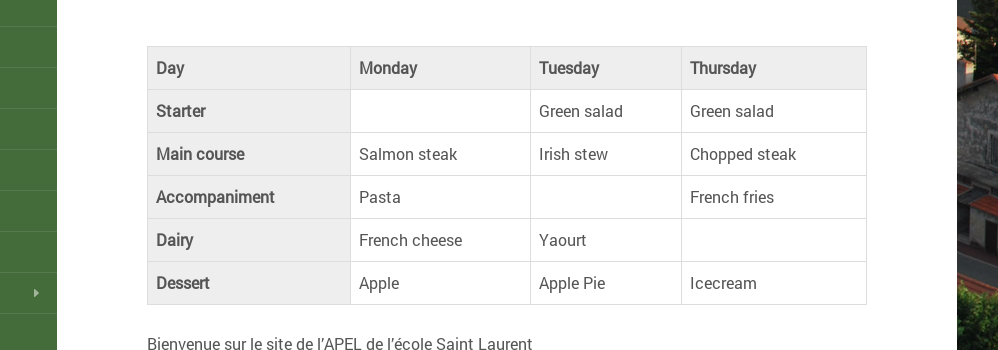 Day Monday Tuesday Thursday
Starter Green salad Green salad
Main course Salmon steak Irish stew Chopped steak
Accompaniment Pasta French fries
Dairy French cheese Yaourt
Dessert Apple Apple Pie Icecream
Bienvenue sur le site de l’APEL de l’école Saint Laurent